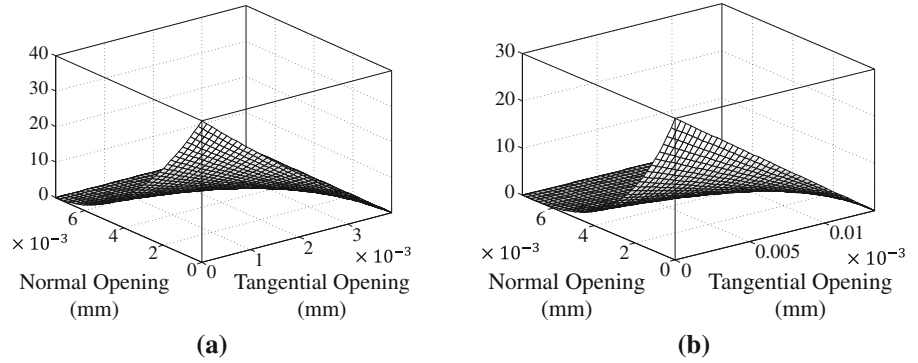 40
30
20
10
0
6
4
2
0
0
1
2
3
× 10⁻³
× 10⁻³
Normal Opening
(mm)
Tangential Opening
(mm)
(a)
30
20
10
0
6
4
2
0
0
0.005
0.01
× 10⁻³
× 10⁻³
Normal Opening
(mm)
Tangential Opening
(mm)
(b)